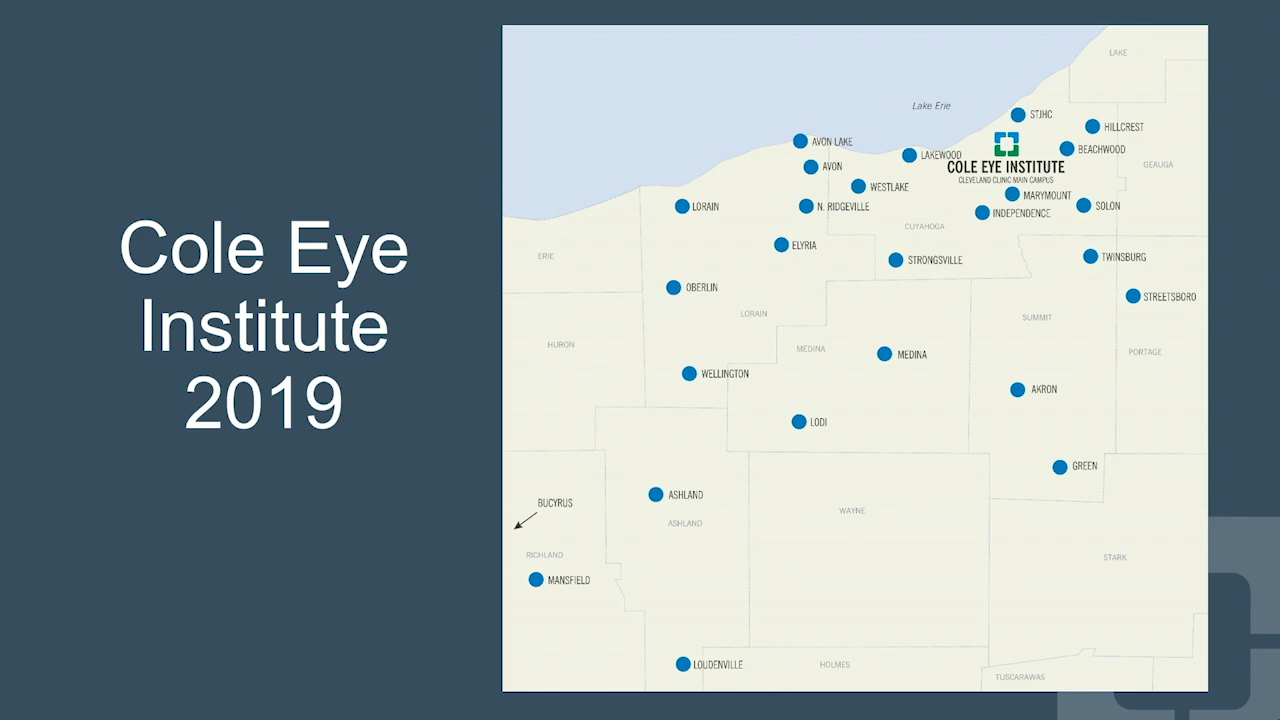 Cole Eye
Institute
2019
LAKE
Lake Erie
STJHC
HILLCREST
AVON LAKE
LAKEWOOD
BEACHWOOD
COLE EYE INSTITUTE
CLEVELAND CLINIC MAIN CAMPUS
AVON
GEAUGA
WESTLAKE
MARYMOUNT
LORAIN
N. RIDGEVILLE
INDEPENDENCE
SOLON
CUYAHOGA
ELYRIA
ERIE
STRONGSVILLE
TWINSBURG
OBERLIN
STREETSBORO
LORAIN
SUMMIT
HURON
MEDINA
MEDINA
PORTAGE
WELLINGTON
AKRON
LODI
GREEN
ASHLAND
BUCYRUS
WAYNE
ASHLAND
RICHLAND
STARK
MANSFIELD
LOUDENVILLE
HOLMES
TUSCARAWAS